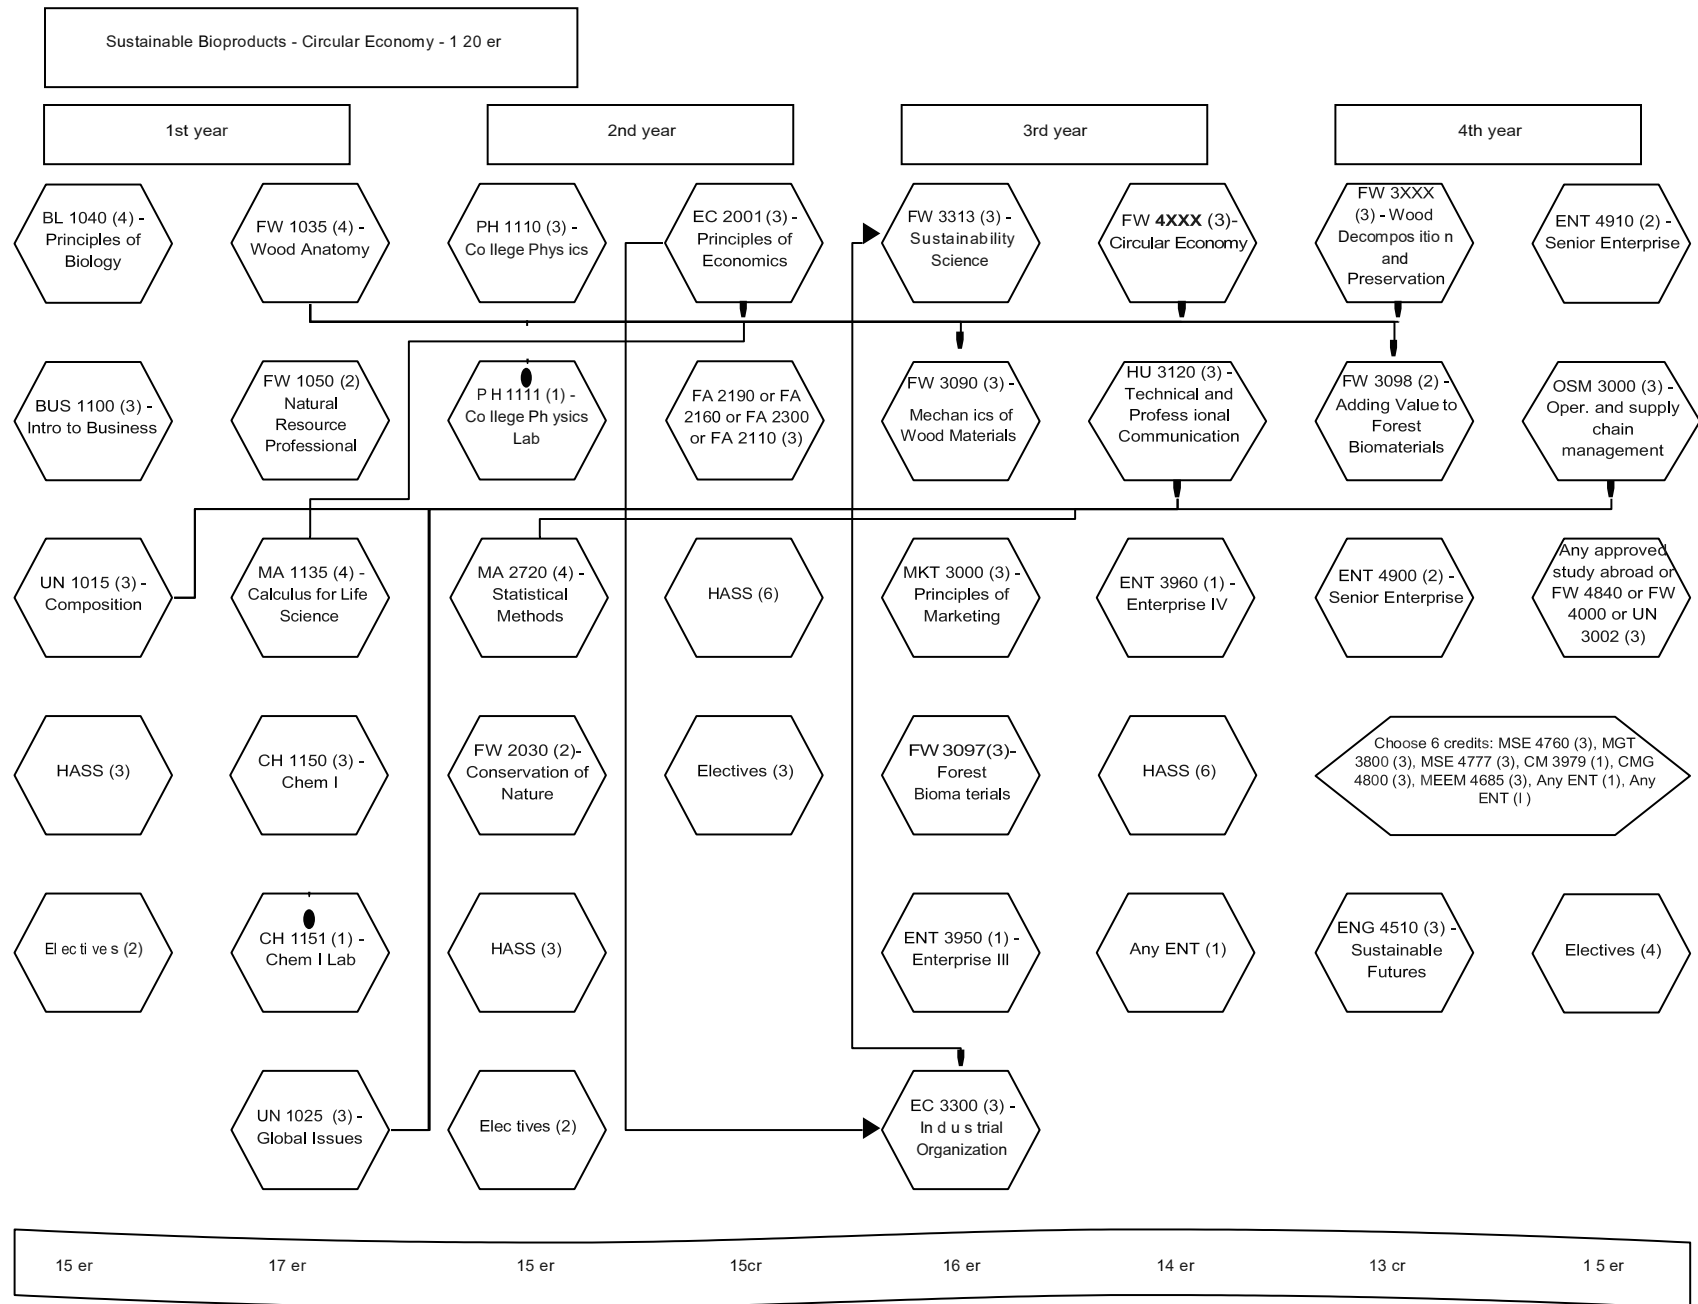 Sustainable Bioproducts - Circular Economy - 1 20 er
1st year
2nd year
3rd year
4th year
BL 1040 (4) -
Principles of
Biology
FW 1035 (4) -
Wood Anatomy
PH 1110 (3) -
Co llege Phys ics
EC 2001 (3) -
Principles of
Economics
FW 3313 (3) -
Sustainability
Science
FW 4XXX (3)-
Circular Economy
FW 3XXX
(3) - Wood
Decompos itio n
and
Preservation
ENT 4910 (2) -
Senior Enterprise
BUS 1100 (3) -
Intro to Business
FW 1050 (2)
Natural
Resource
Professional
P H 1111 (1) -
Co llege Ph ysics
Lab
FA 2190 or FA
2160 or FA 2300
or FA 2110 (3)
FW 3090 (3) -
Mechan ics of
Wood Materials
HU 3120 (3) -
Technical and
Profess ional
Communication
FW 3098 (2) -
Adding Value to
Forest
Biomaterials
OSM 3000 (3) -
Oper. and supply
chain
management
UN 1015 (3) -
Composition
MA 1135 (4) -
Calculus for Life
Science
MA 2720 (4) -
Statistical
Methods
HASS (6)
MKT 3000 (3) -
Principles of
Marketing
ENT 3960 (1) -
Enterprise IV
ENT 4900 (2) -
Senior Enterprise
Any approved
study abroad or
FW 4840 or FW
4000 or UN
3002 (3)
HASS (3)
CH 1150 (3) -
Chem I
FW 2030 (2)-
Conservation of
Nature
Electives (3)
FW 3097(3)-
Forest
Bioma terials
HASS (6)
Choose 6 credits: MSE 4760 (3), MGT
3800 (3), MSE 4777 (3), CM 3979 (1), CMG
4800 (3), MEEM 4685 (3), Any ENT (1), Any
ENT (I )
El ec ti ve s (2)
CH 1151 (1) -
Chem I Lab
HASS (3)
ENT 3950 (1) -
Enterprise III
Any ENT (1)
ENG 4510 (3) -
Sustainable
Futures
Electives (4)
UN 1025 (3) -
Global Issues
Elec tives (2)
EC 3300 (3) -
In d u s trial
Organization
15 er
17 er
15 er
15cr
16 er
14 er
13 cr
1 5 er